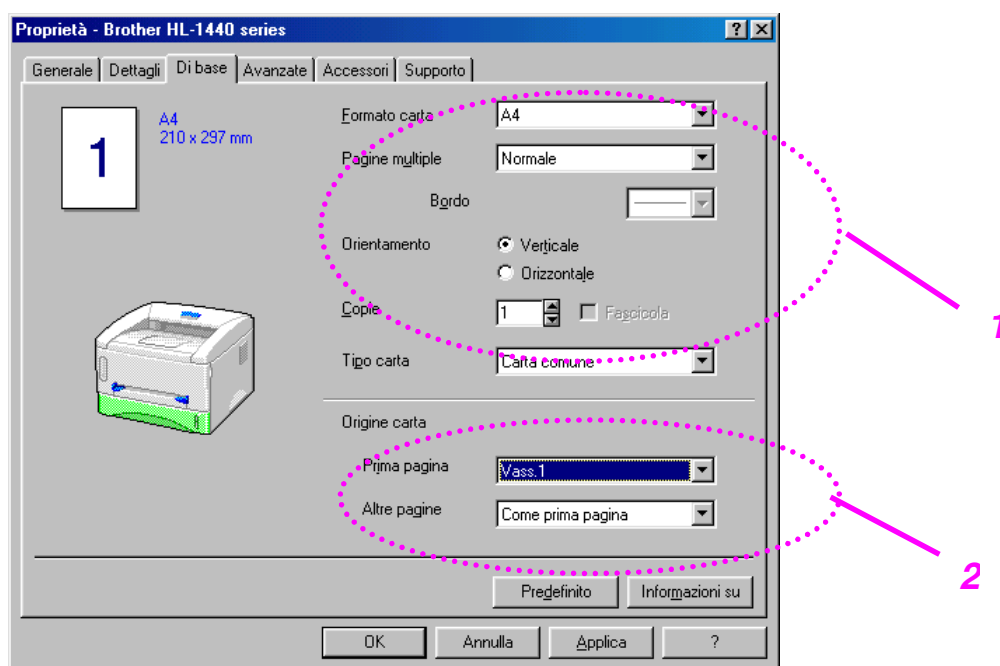 Proprietà - Brother HL-1440 series
Generale Dettagli Di base Avanzate Accessori Supporto
1
A4
210 x 297 mm
Formato carta A4
Pagine multiple Normale
Bordo
Orientamento Verticale
Orizzontale
Copie 1 Fascicola
Tipo carta Carta comune
1
Origine carta
Prima pagina Vass.1
Altre pagine Come prima pagina
2
Predefinito Informazioni su
OK Annulla Applica ?